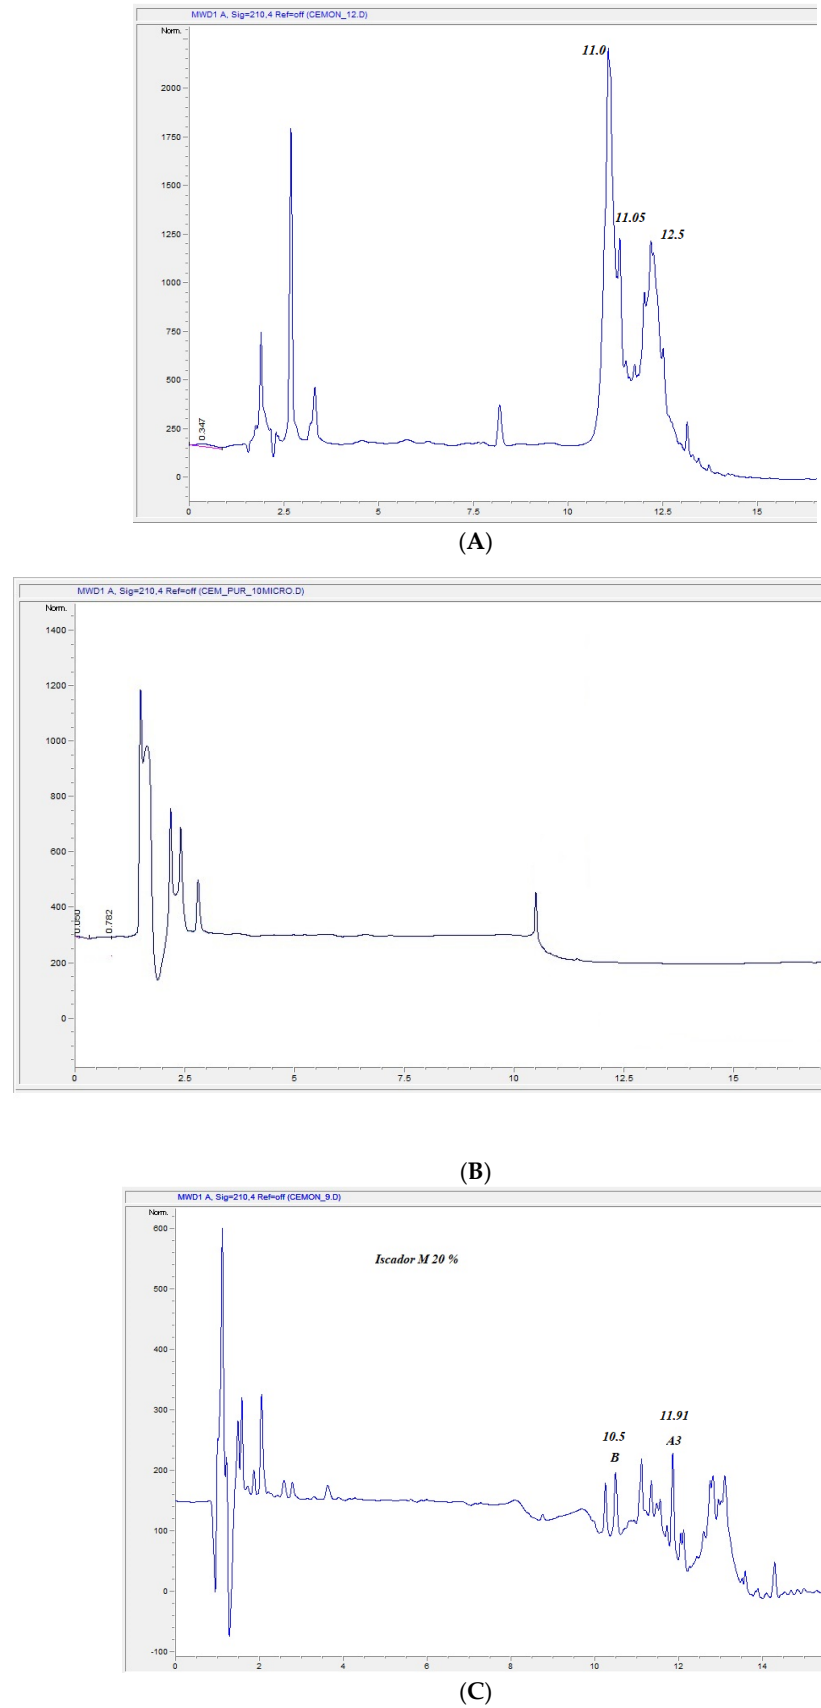 MWD1 A, Sig=210,4 Ref=off (CEMON_12.D)
Norm.
11.0
2000
1750
1500
11.05
1250
12.5
1000
750
500
250
0.347
0
0 2.5 5 7.5 10 12.5 15
(A)
MWD1 A, Sig=210,4 Ref=off (CEM_PUR_10MICRO.D)
Norm.
1400
1200
1000
800
600
400
0.782
200
0
0 2.5 5 7.5 10 12.5 15
(B)
MWD1 A, Sig=210,4 Ref=off (CEMON_9.D)
Norm.
600
Iscador M 20 %
500
400
300
11.91
10.5
A3
B
200
100
0
-100
0 2 4 6 8 10 12 14
(C)